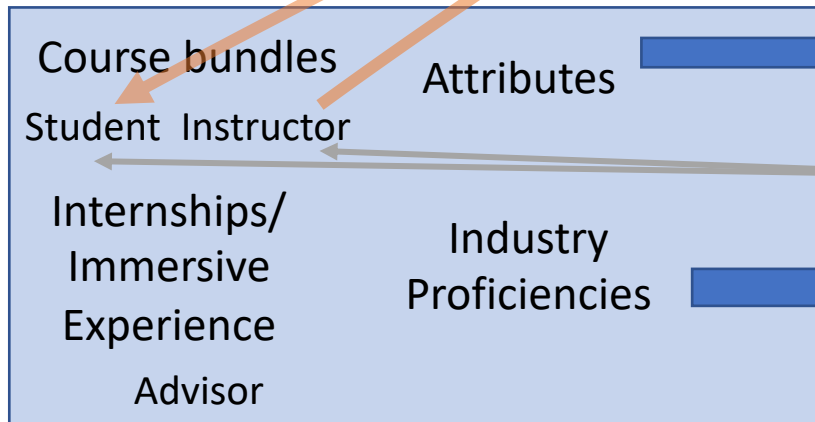 Course bundles
Attributes
Student Instructor
Internships/
Immersive
Experience
Industry
Proficiencies
Advisor